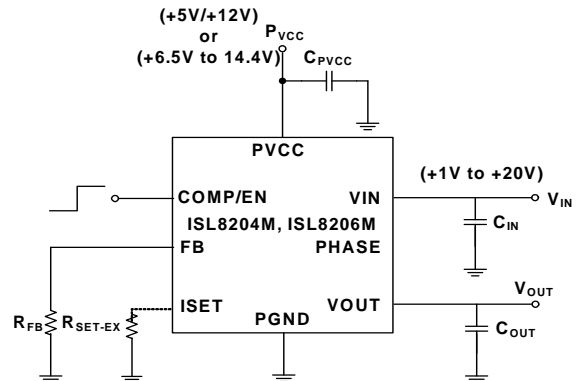 (+5V/+12V)
or
(+6.5V to 14.4V)
PVCC
CPVCC
PVCC
COMP/EN
VIN
(+1V to +20V)
VIN
ISL8204M, ISL8206M
CIN
FB
PHASE
ISET
VOUT
VOUT
PGND
RFB
RSET-EX
COUT